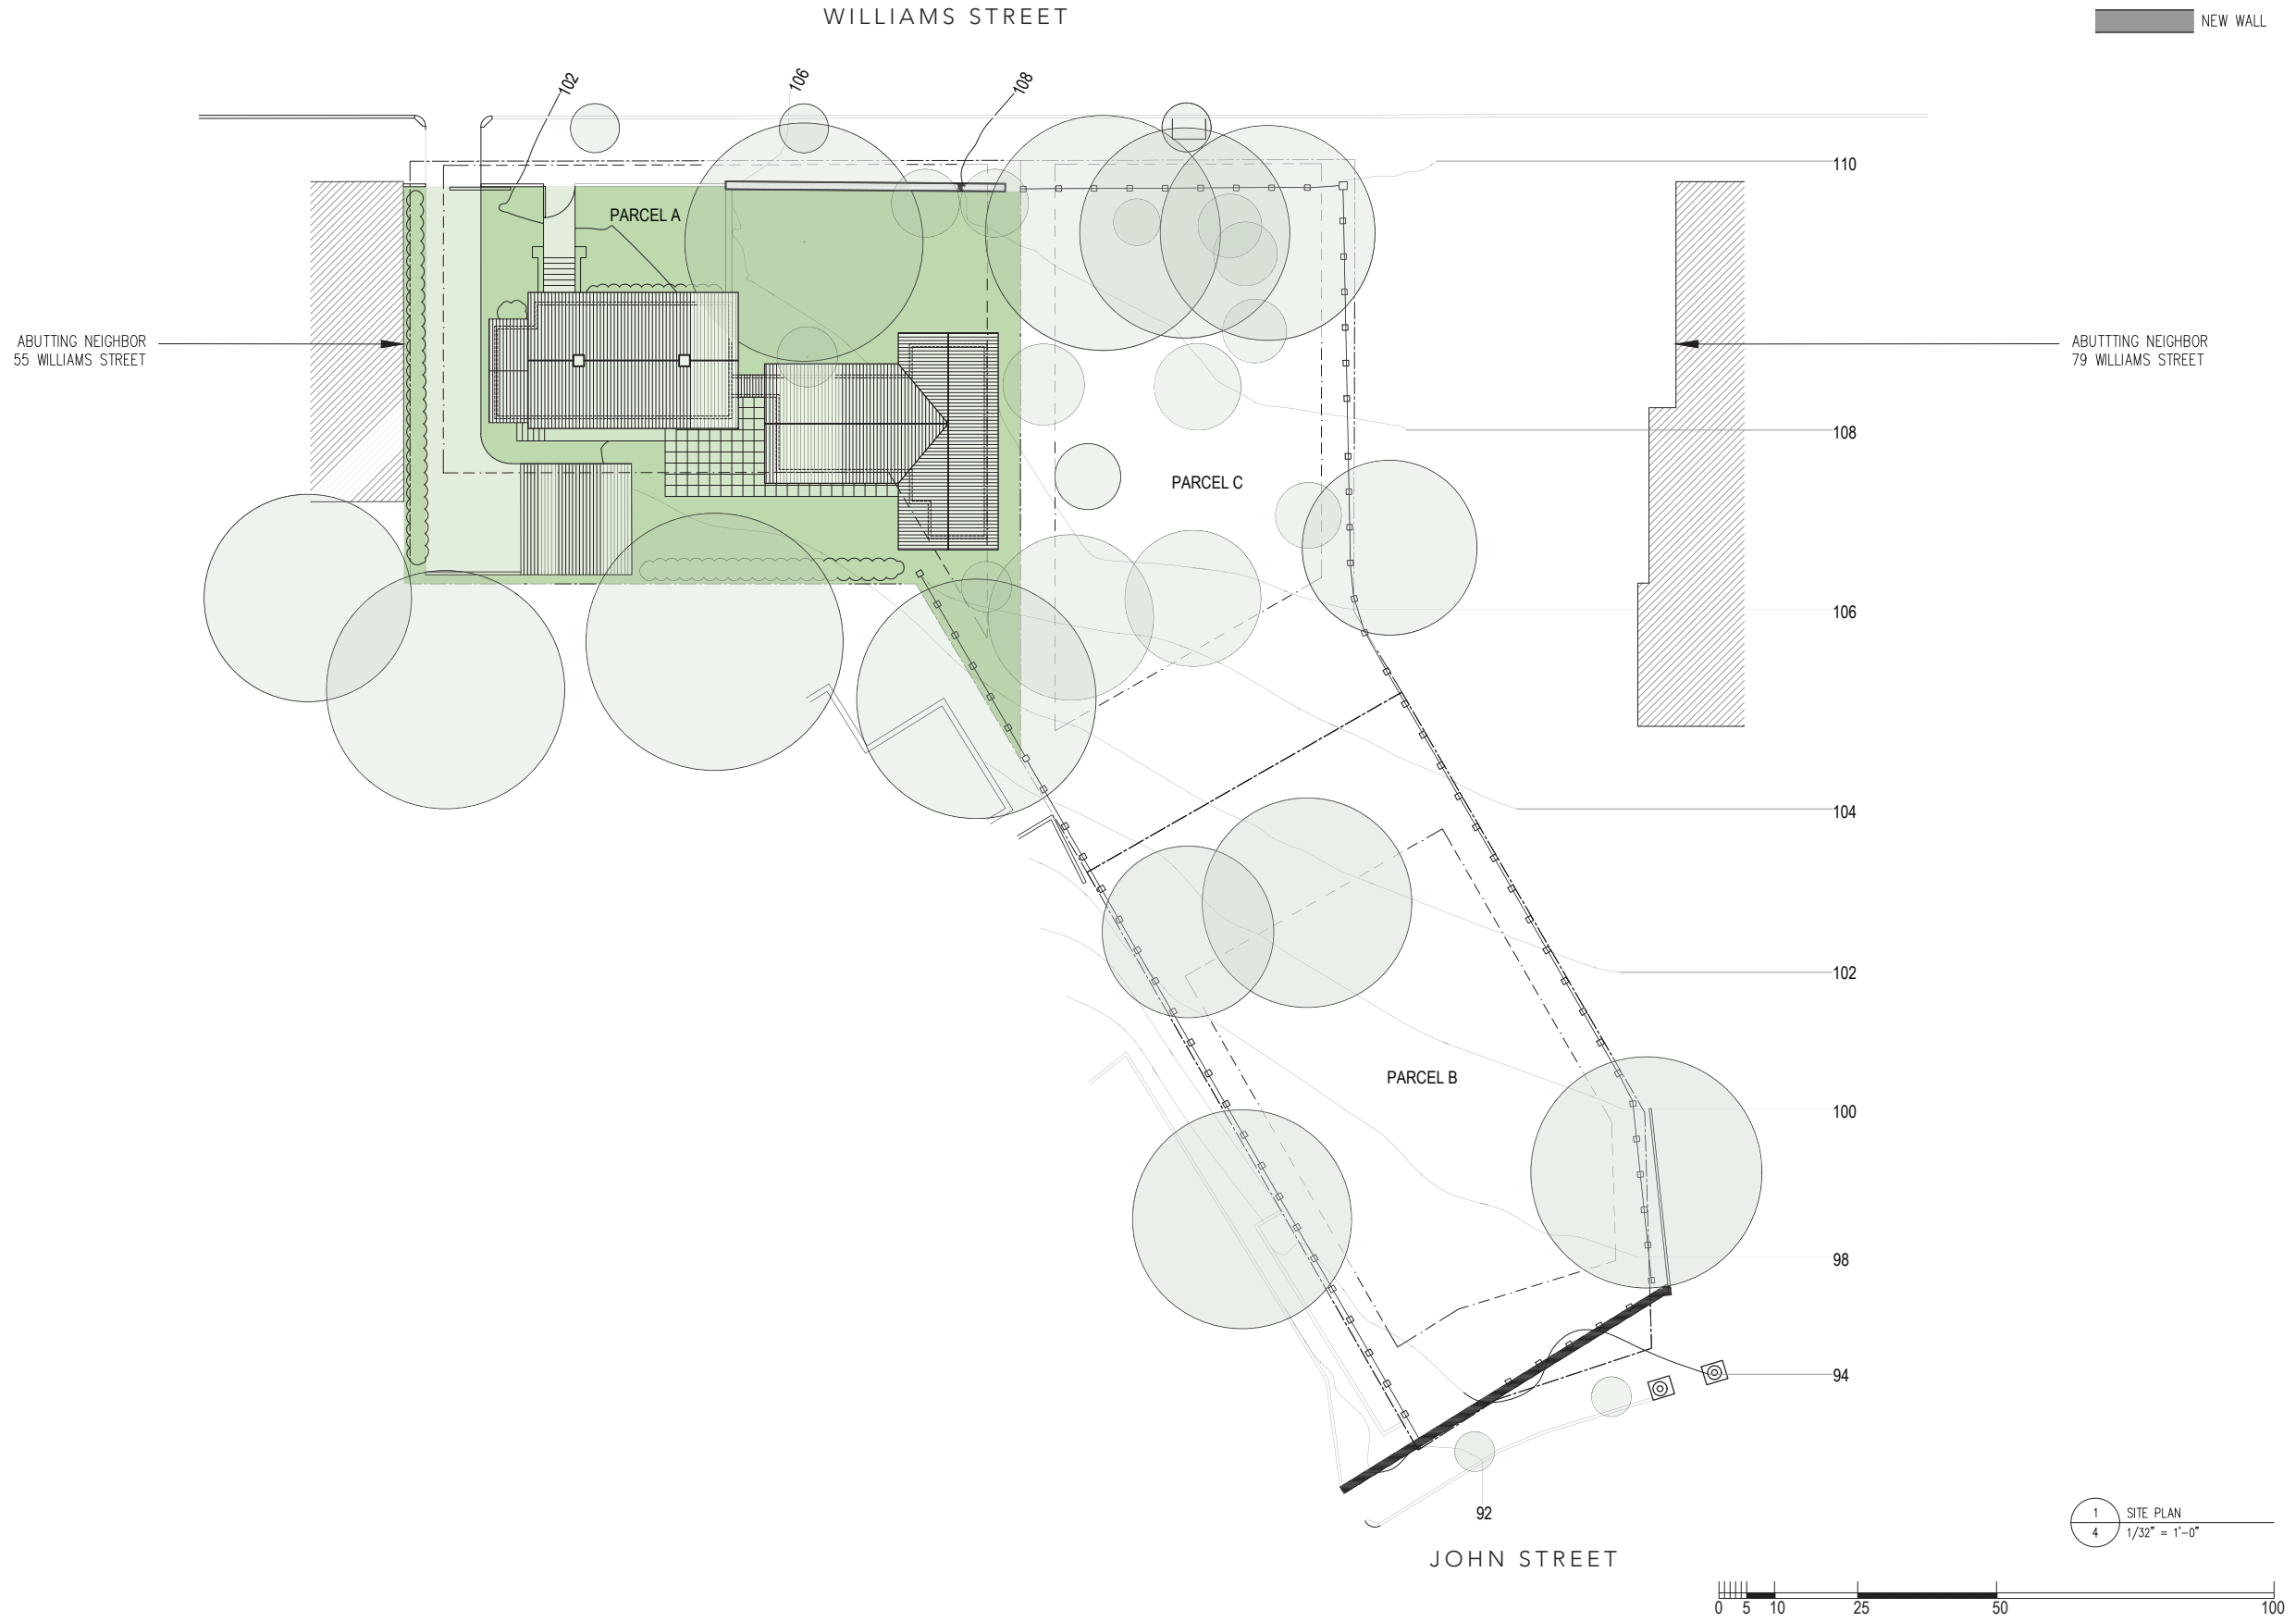 WILLIAMS STREET
NEW WALL
102
106
108
110
PARCEL A
ABUTTING NEIGHBOR
55 WILLIAMS STREET
ABUTTTING NEIGHBOR
79 WILLIAMS STREET
108
PARCEL C
106
104
102
PARCEL B
100
98
94
92
1
4
SITE PLAN
1/32" = 1'-0"
JOHN STREET
0 5 10 25 50 100